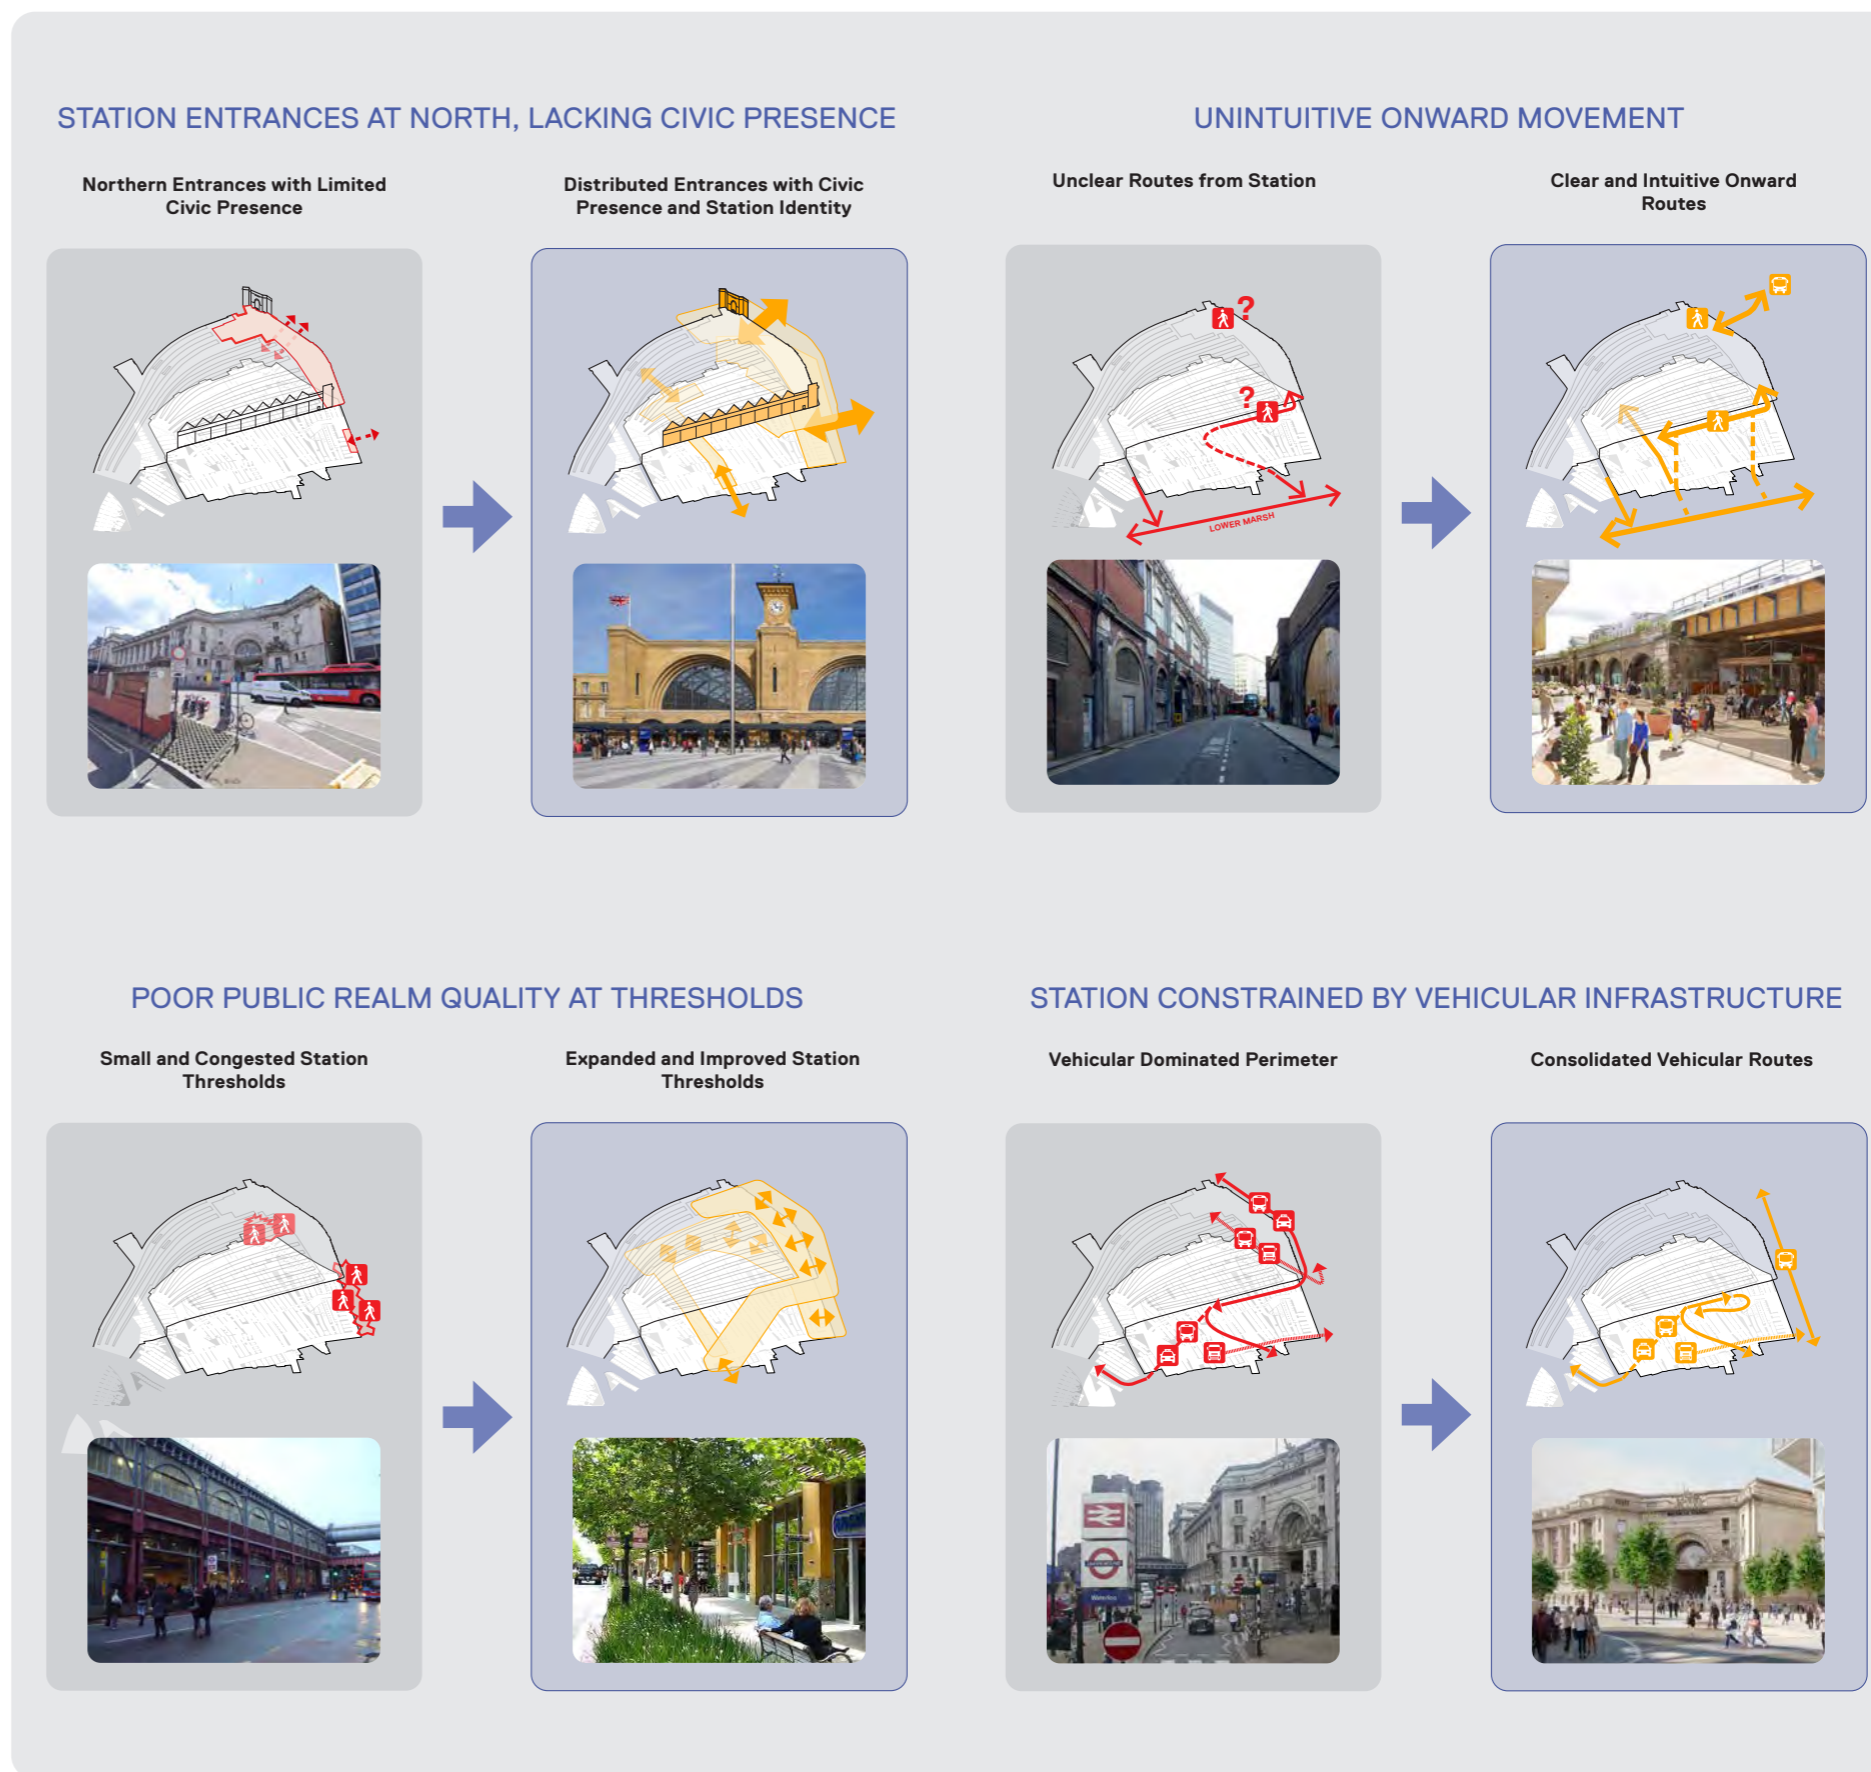 STATION ENTRANCES AT NORTH, LACKING CIVIC PRESENCE
Northern Entrances with Limited
Civic Presence
Distributed Entrances with Civic
Presence and Station Identity
UNINTUITIVE ONWARD MOVEMENT
Unclear Routes from Station
?
?
LOWER MARSH
Clear and Intuitive Onward
Routes
POOR PUBLIC REALM QUALITY AT THRESHOLDS
Small and Congested Station
Thresholds
Expanded and Improved Station
Thresholds
STATION CONSTRAINED BY VEHICULAR INFRASTRUCTURE
Vehicular Dominated Perimeter
Consolidated Vehicular Routes